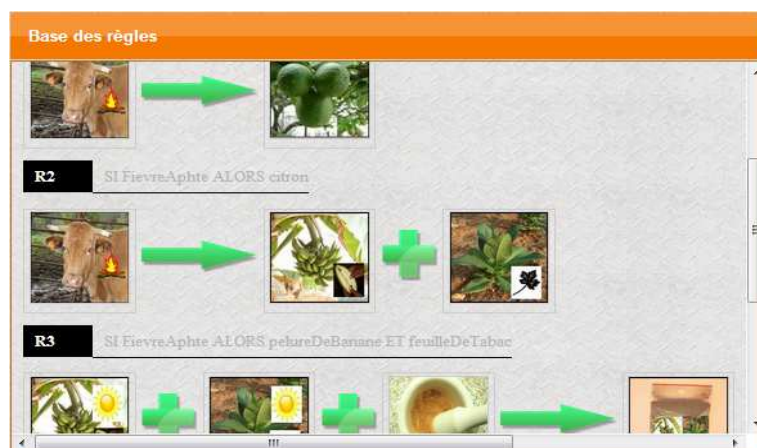 Base des règles
R2 SI FievreAphte ALORS citron
R3 SI FievreAphte ALORS pelureDeBanane ET feuilleDeTabac